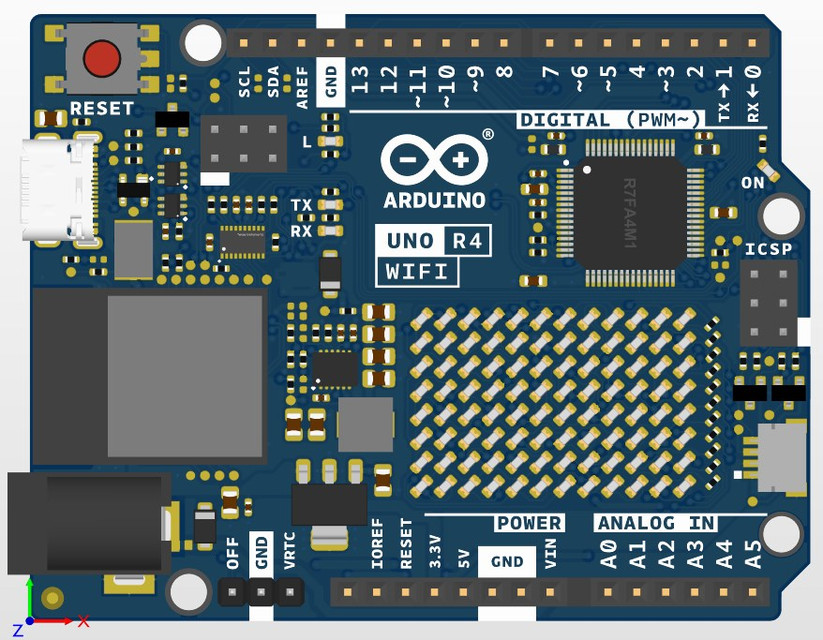 RESET
SCL
SDA
AREF
GND
13
12
~11
~10
~9
8
7
~6
~5
4
~3
2
TX→1
RX←0
DIGITAL (PWM~)
L
®
ARDUINO
TX
RX
UNO R4
WIFI
R7FA4M1
ON
ICSP
POWER
ANALOG IN
OFF
GND
VRTC
IOREF
RESET
3.3V
5V
GND
VIN
A0
A1
A2
A3
A4
A5
Z
X